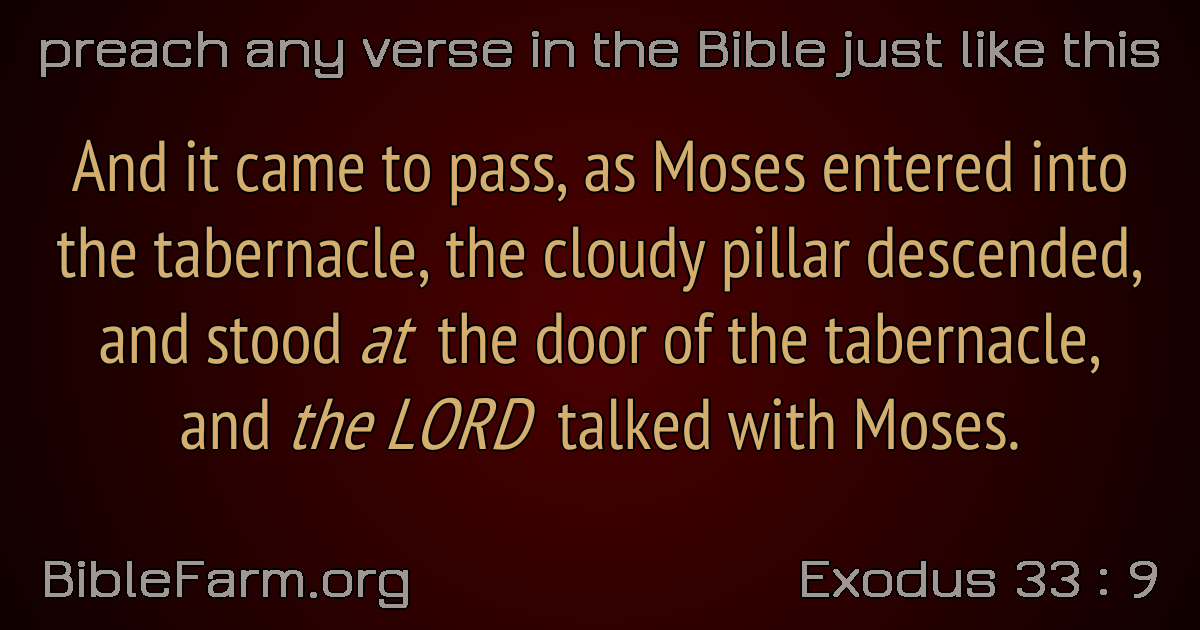 preach any verse in the Bible just like this
And it came to pass, as Moses entered into
the tabernacle, the cloudy pillar descended,
and stood at the door of the tabernacle,
and the LORD talked with Moses.
BibleFarm.org
Exodus 33 : 9